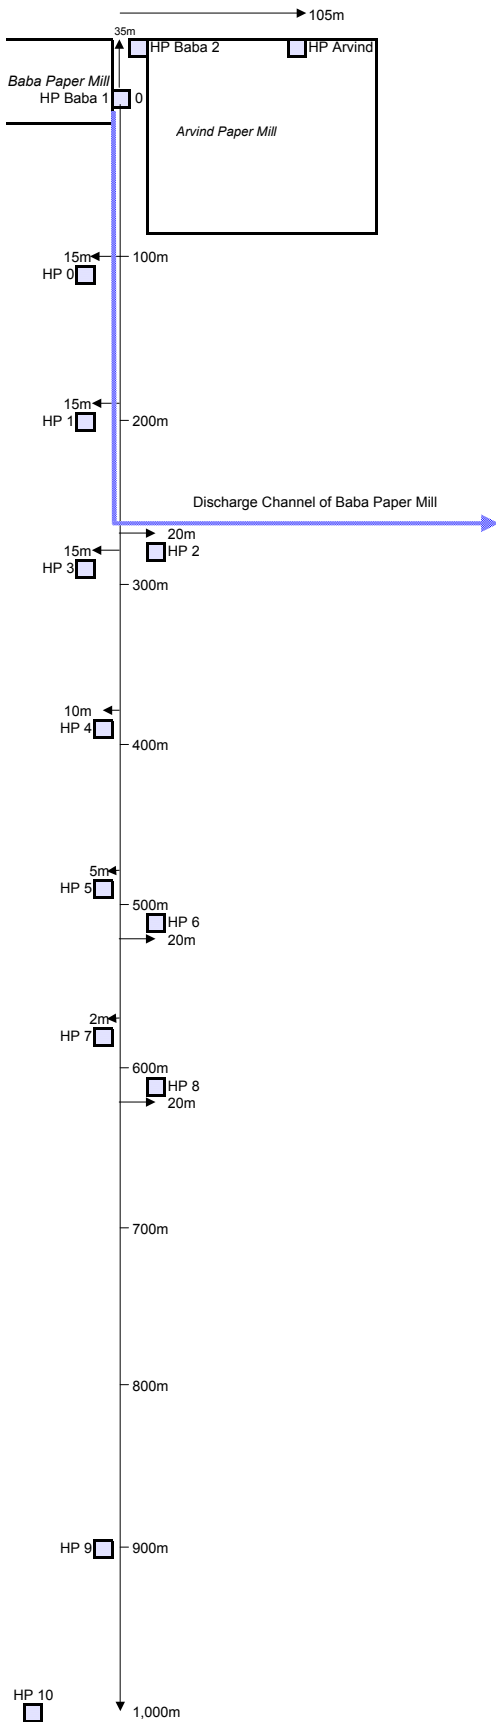 105m
35m
HP Baba 2
HP Arvind
Baba Paper Mill
HP Baba 1
0
Arvind Paper Mill
15m
100m
HP 0
15m
HP 1
200m
Discharge Channel of Baba Paper Mill
20m
15m
HP 2
HP 3
300m
10m
HP 4
400m
5m
HP 5
500m
HP 6
20m
2m
HP 7
600m
HP 8
20m
700m
800m
HP 9
900m
HP 10
1,000m